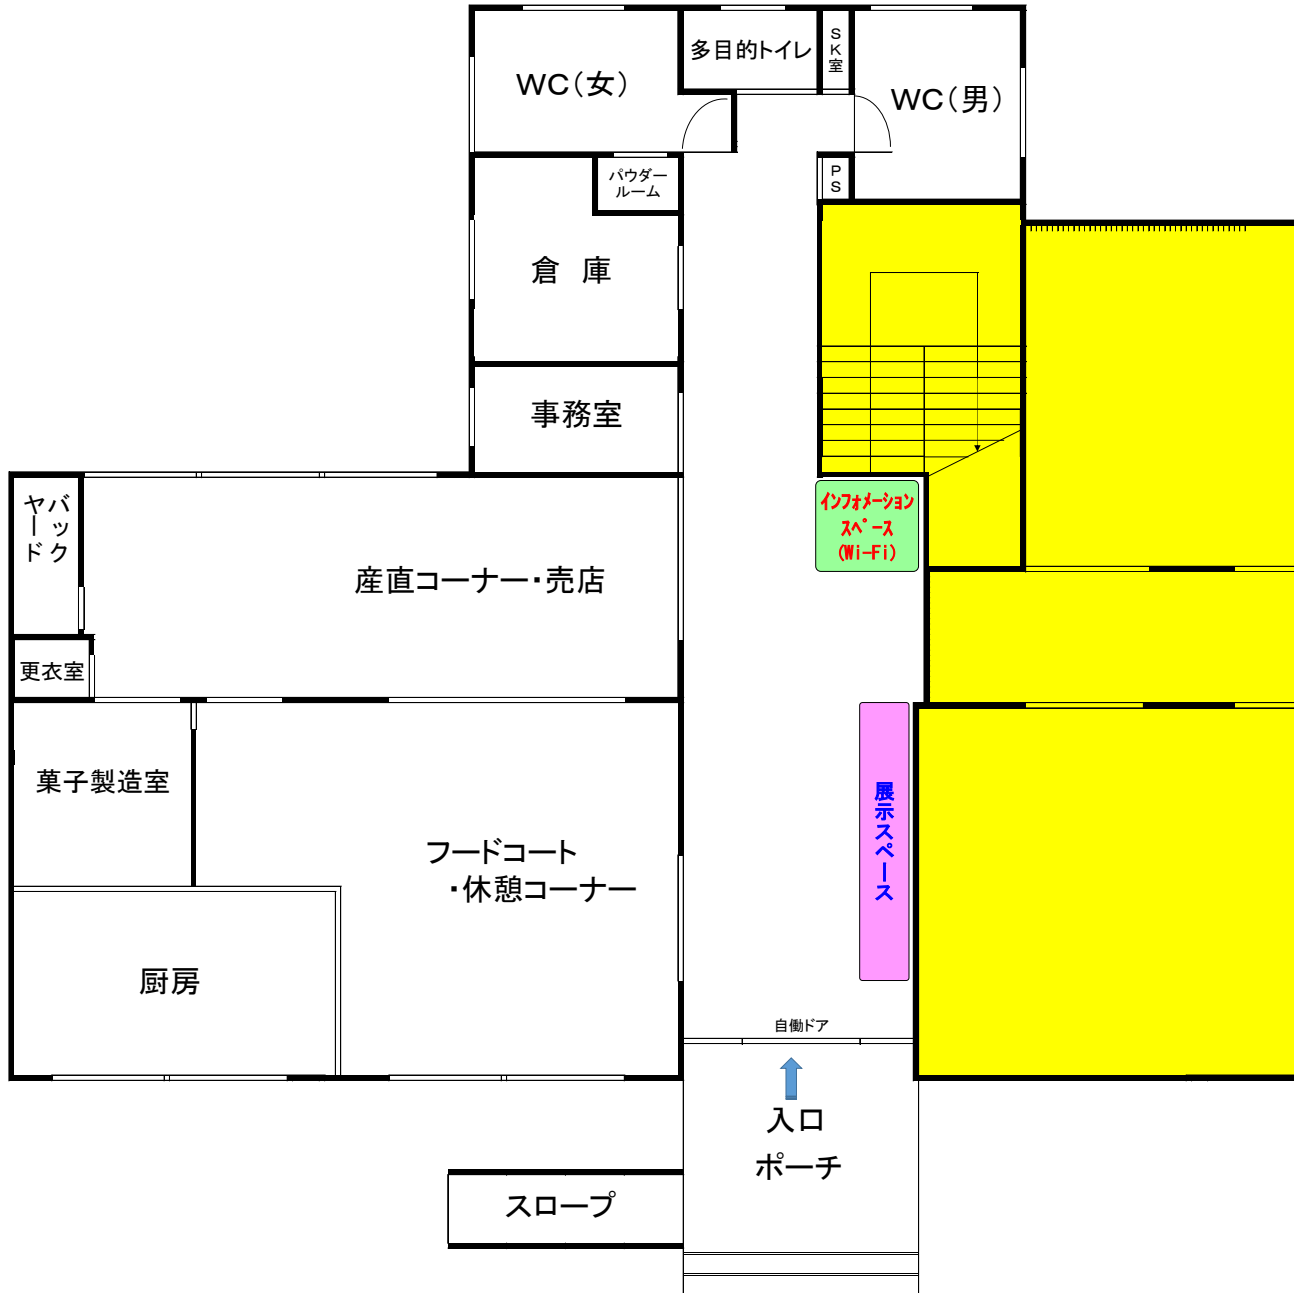 WC（女）
多目的トイレ
SK室
WC（男）
パウダー
ルーム
PS
倉　庫
事務室
インフォメーション
スペース
(Wi-Fi)
バック
ヤード
産直コーナー・売店
更衣室
菓子製造室
フードコート
・休憩コーナー
展示スペース
厨房
自働ドア
入口
ポーチ
スロープ